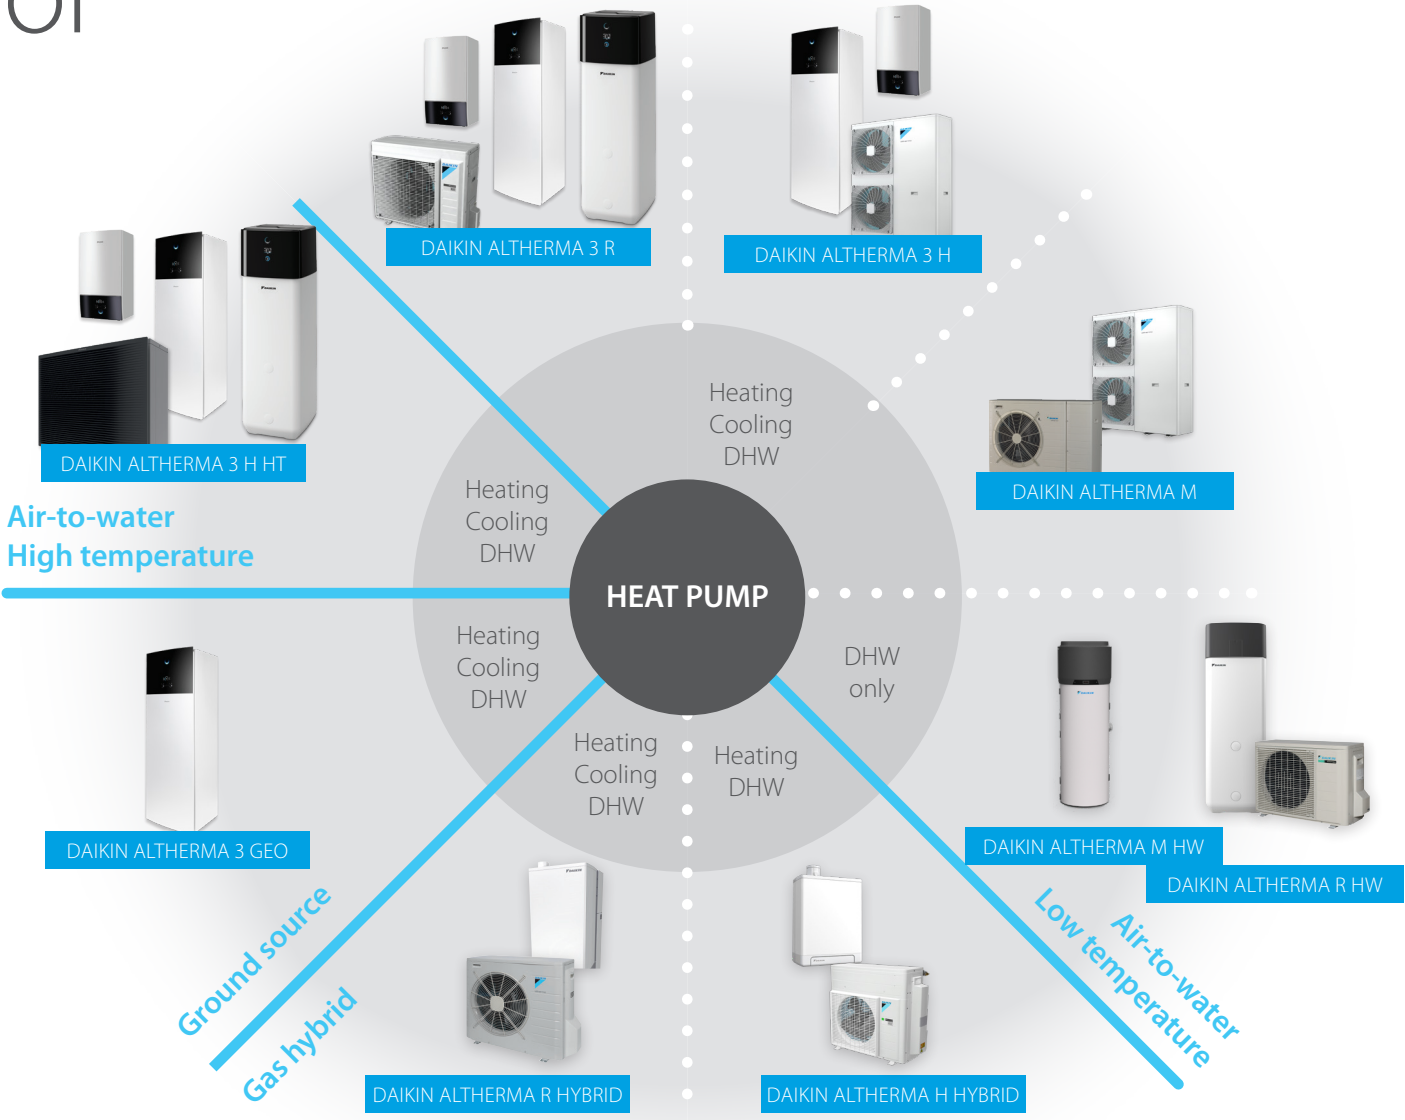 of
DAIKIN ALTHERMA 3 R
DAIKIN ALTHERMA 3 H
DAIKIN ALTHERMA 3 H HT
DAIKIN ALTHERMA M
Heating
Cooling
DHW
Heating
Cooling
DHW
Air-to-water
High temperature
HEAT PUMP
Heating
Cooling
DHW
DHW
only
Heating
Cooling
DHW
Heating
DHW
DAIKIN ALTHERMA 3 GEO
DAIKIN ALTHERMA M HW
DAIKIN ALTHERMA R HW
Ground source
Gas hybrid
Air-to-water
Low temperature
DAIKIN ALTHERMA R HYBRID
DAIKIN ALTHERMA H HYBRID